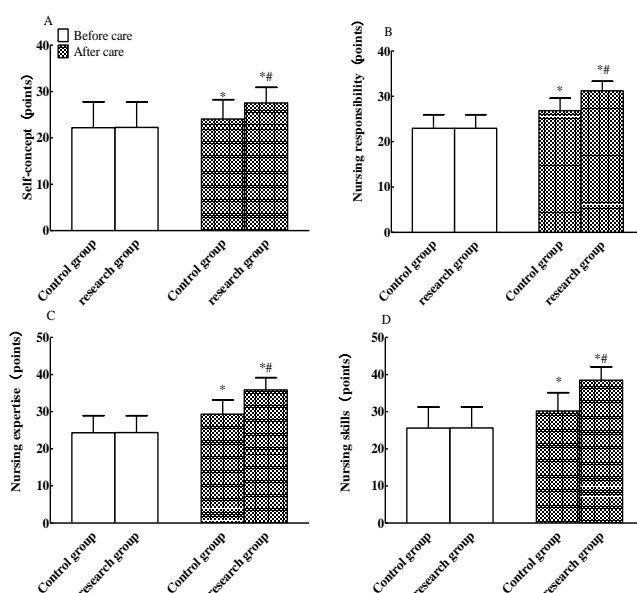 A
Before care
After care
Self-concept (points)
40
30
20
10
0
*
*#
Control group
research group
Control group
research group
B
Nursing responsibility (points)
40
30
20
10
0
*
*#
Control group
research group
Control group
research group
C
Nursing expertise (points)
50
40
30
20
10
0
*
*#
Control group
research group
Control group
research group
D
Nursing skills (points)
50
40
30
20
10
0
*
*#
Control group
research group
Control group
research group